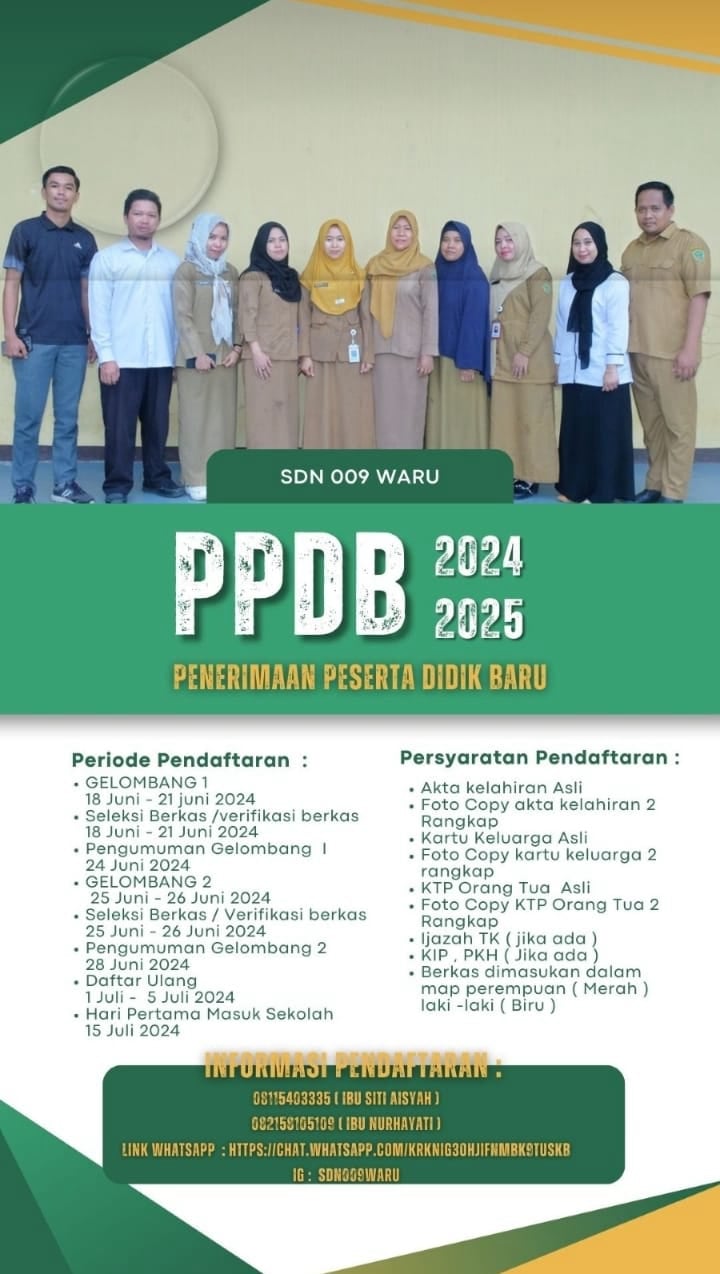 SDN 009 WARU
PPDB 2024
2025
PENERIMAAN PESERTA DIDIK BARU
Periode Pendaftaran :
• GELOMBANG 1
18 Juni - 21 juni 2024
• Seleksi Berkas /verifikasi berkas
18 Juni - 21 Juni 2024
• Pengumuman Gelombang I
24 Juni 2024
• GELOMBANG 2
25 Juni - 26 Juni 2024
• Seleksi Berkas / Verifikasi berkas
25 Juni - 26 Juni 2024
• Pengumuman Gelombang 2
28 Juni 2024
• Daftar Ulang
1 Juli - 5 Juli 2024
• Hari Pertama Masuk Sekolah
15 Juli 2024
Persyaratan Pendaftaran :
• Akta kelahiran Asli
• Foto Copy akta kelahiran 2
Rangkap
• Kartu Keluarga Asli
• Foto Copy kartu keluarga 2
rangkap
• KTP Orang Tua Asli
• Foto Copy KTP Orang Tua 2
Rangkap
• Ijazah TK ( jika ada )
• KIP , PKH ( Jika ada )
• Berkas dimasukan dalam
map perempuan ( Merah )
laki -laki ( Biru )
INFORMASI PENDAFTARAN :
08115403335 ( IBU SITI AISYAH )
082158105109 ( IBU NURHAYATI )
LINK WHATSAPP : HTTPS://CHAT.WHATSAPP.COM/KRKNIG30HJIFNMBK9TUSKB
IG : SDN009WARU